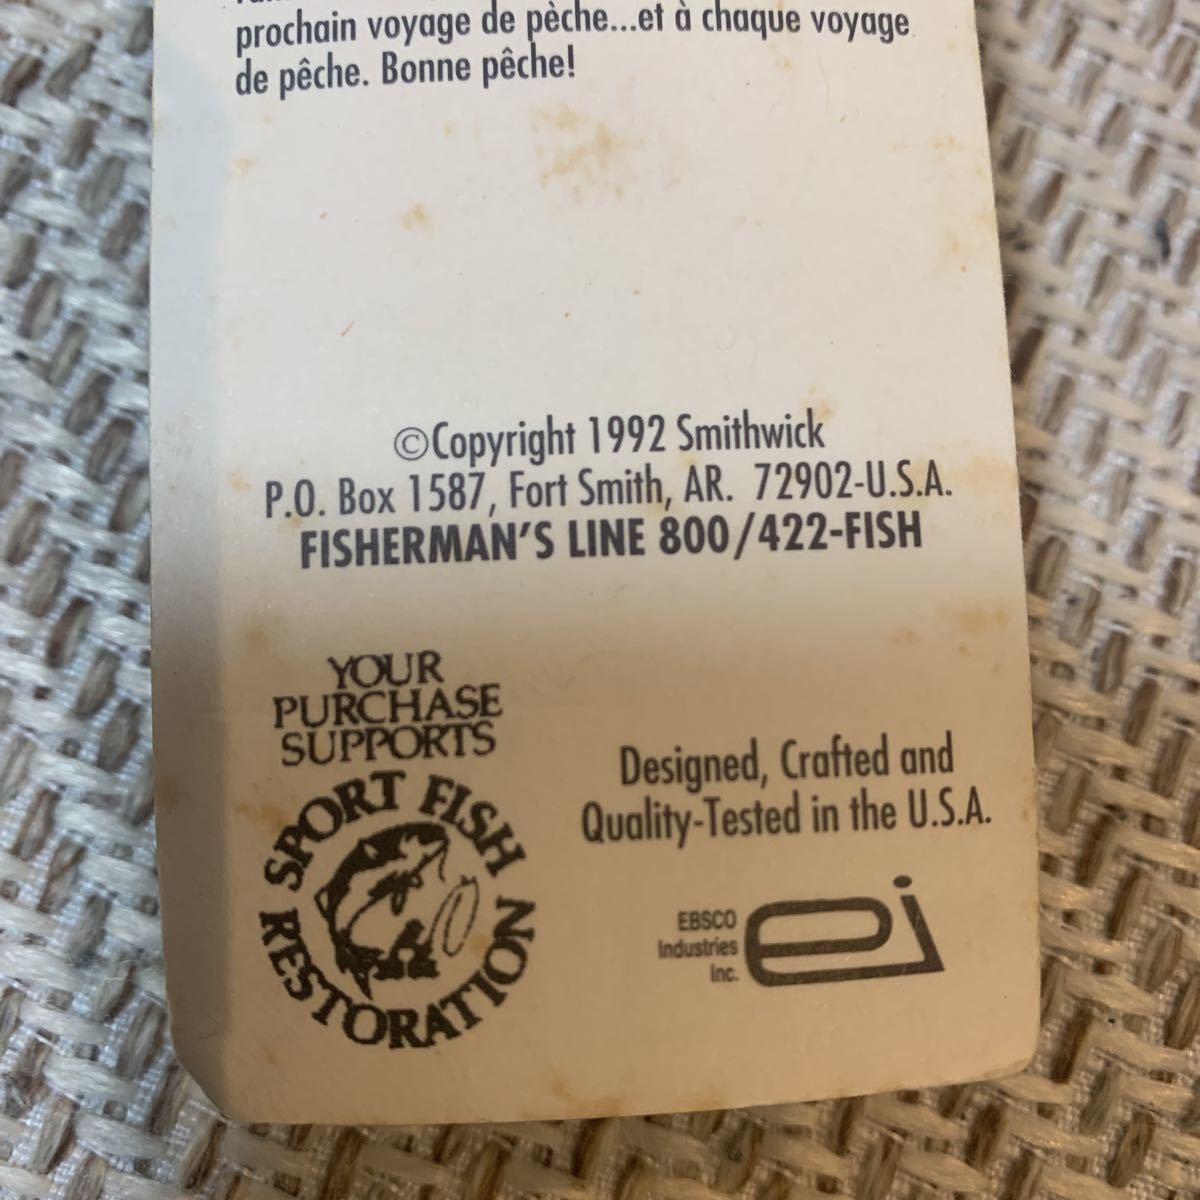 prochain voyage de pèche...et à chaque voyage
de pêche. Bonne pêche!
©Copyright 1992 Smithwick
P.O. Box 1587, Fort Smith, AR. 72902-U.S.A.
FISHERMAN'S LINE 800/422-FISH
YOUR
PURCHASE
SUPPORTS
SPORT FISH
RESTORATION
Designed, Crafted and
Quality-Tested in the U.S.A.
EBSCO
Industries
Inc.
ei